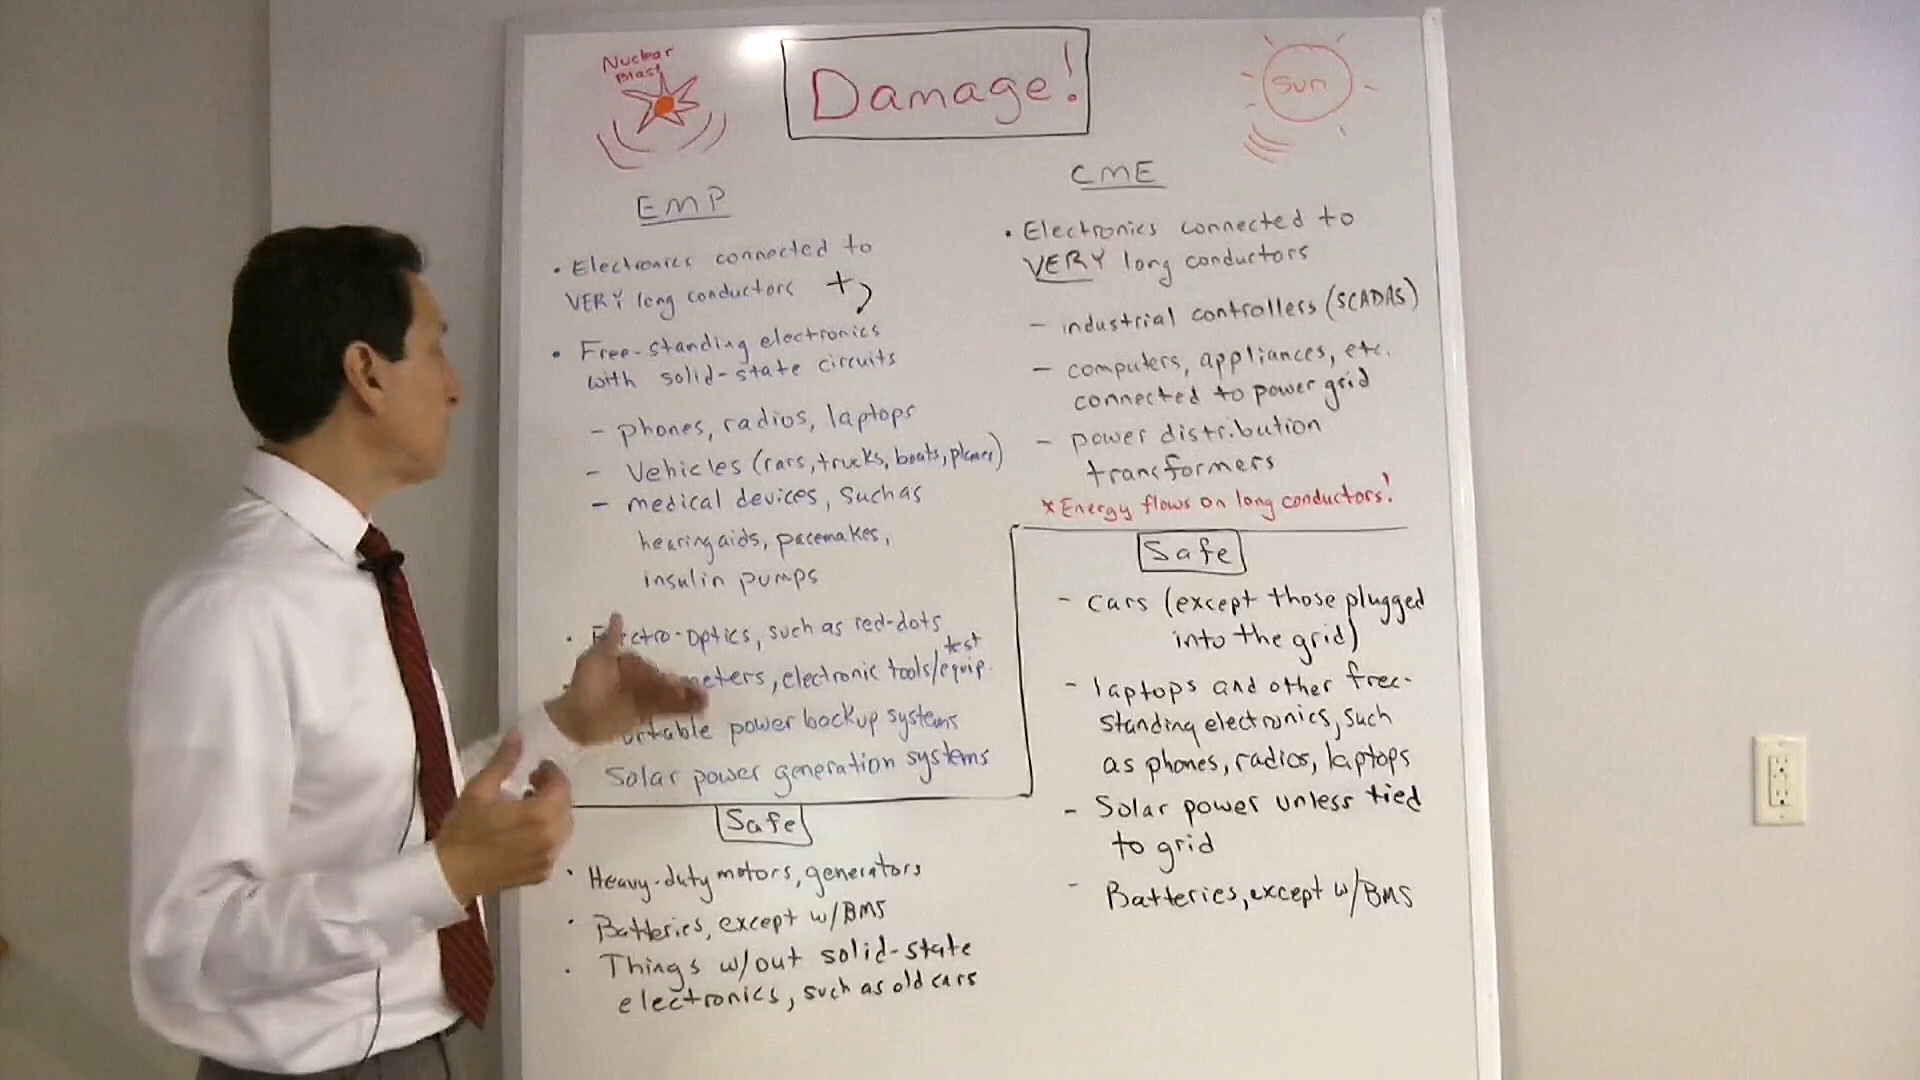 Nuclear
Blast
Damage!
Sun
EMP
• Electronics connected to
VERY long conductors +
• Free-standing electronics
with solid-state circuits
- phones, radios, laptops
- Vehicles (cars, trucks, boats, planes)
- medical devices, such as
hearing aids, pacemakes,
insulin pumps
• Electro-optics, such as red-dots
meters, electronic tools/test equip.
power backup systems
Solar power generation systems
Safe
• Heavy-duty motors, generators
• Batteries, except w/BMS
• Things w/out solid-state
electronics, such as old cars
CME
• Electronics connected to
VERY long conductors
- industrial controllers (SCADAS)
- computers, appliances, etc.
connected to power grid
- power distribution
transformers
* Energy flows on long conductors!
Safe
- cars (except those plugged
into the grid)
- laptops and other free-
standing electronics, such
as phones, radios, laptops
- Solar power unless tied
to grid
- Batteries, except w/BMS